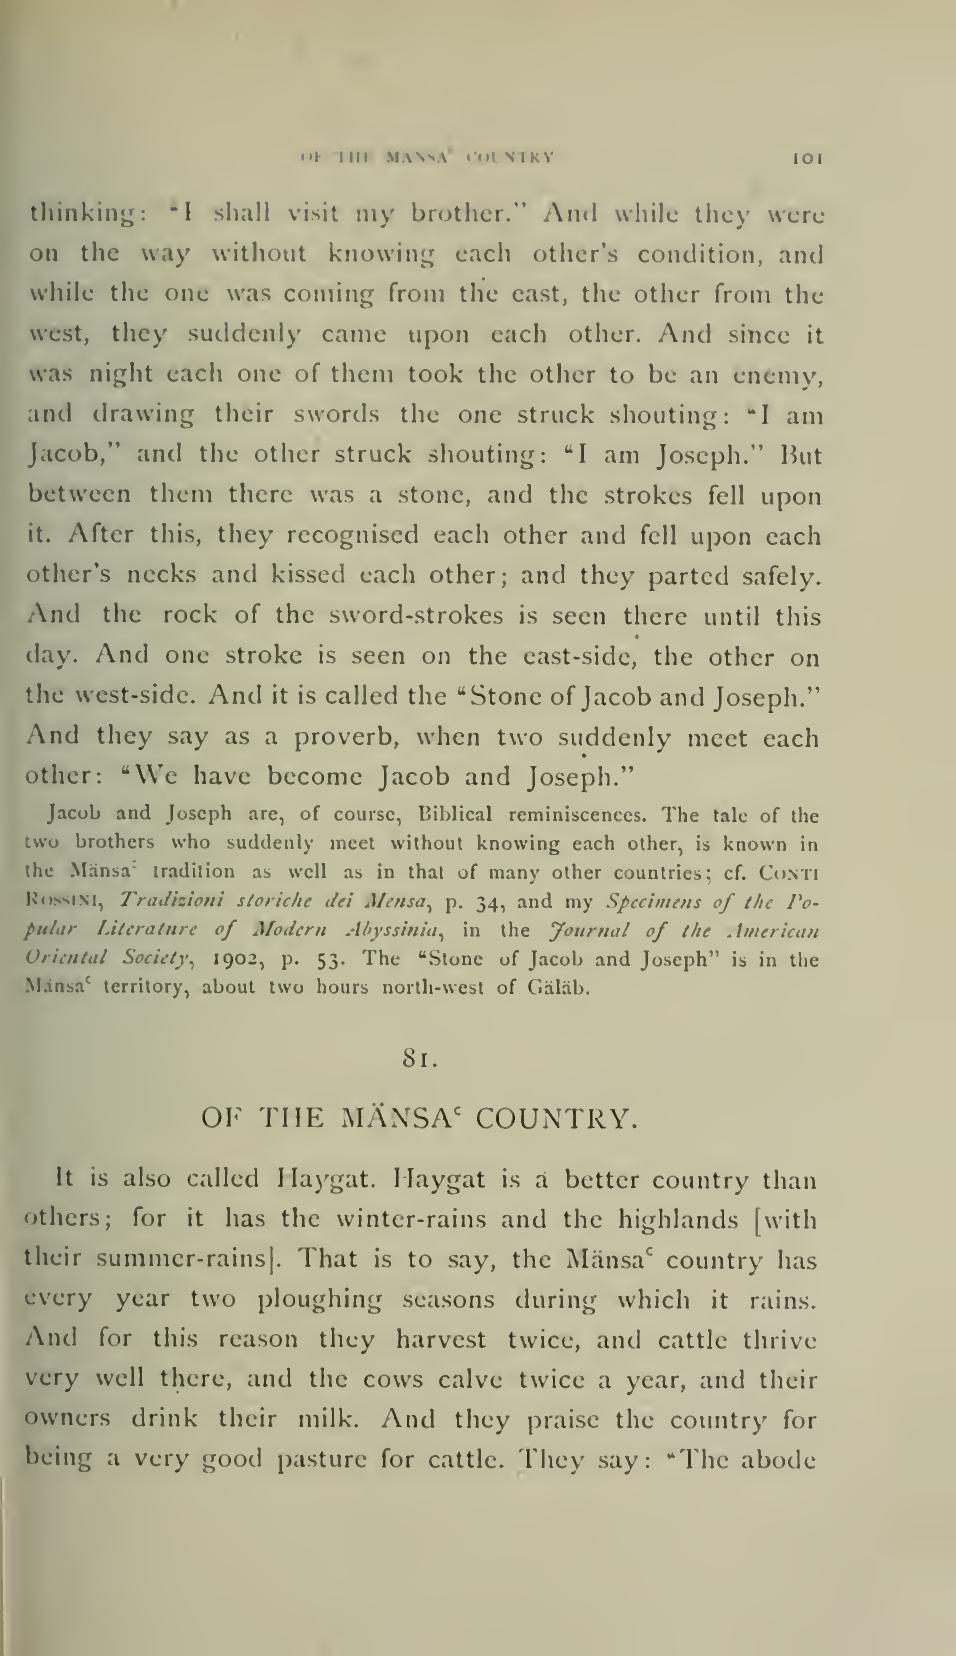 OF THE MÄNSAʿ COUNTRY 101
thinking: “I shall visit my brother.” And while they were
on the way without knowing each other's condition, and
while the one was coming from the east, the other from the
west, they suddenly came upon each other. And since it
was night each one of them took the other to be an enemy,
and drawing their swords the one struck shouting: “I am
Jacob,” and the other struck shouting: “I am Joseph.” But
between them there was a stone, and the strokes fell upon
it. After this, they recognised each other and fell upon each
other's necks and kissed each other; and they parted safely.
And the rock of the sword-strokes is seen there until this
day. And one stroke is seen on the east-side, the other on
the west-side. And it is called the “Stone of Jacob and Joseph.”
And they say as a proverb, when two suddenly meet each
other: “We have become Jacob and Joseph.”
Jacob and Joseph are, of course, Biblical reminiscences. The tale of the
two brothers who suddenly meet without knowing each other, is known in
the Mänsaʿ tradition as well as in that of many other countries; cf. CONTI
ROSSINI, Tradizioni storiche dei Mensa, p. 34, and my Specimens of the Po-
pular Literature of Modern Abyssinia, in the Journal of the American
Oriental Society, 1902, p. 53. The “Stone of Jacob and Joseph” is in the
Mänsaʿ territory, about two hours north-west of Gäläb.
81.
OF THE MÄNSAʿ COUNTRY.
It is also called Haygat. Haygat is a better country than
others; for it has the winter-rains and the highlands [with
their summer-rains]. That is to say, the Mänsaʿ country has
every year two ploughing seasons during which it rains.
And for this reason they harvest twice, and cattle thrive
very well there, and the cows calve twice a year, and their
owners drink their milk. And they praise the country for
being a very good pasture for cattle. They say: “The abode